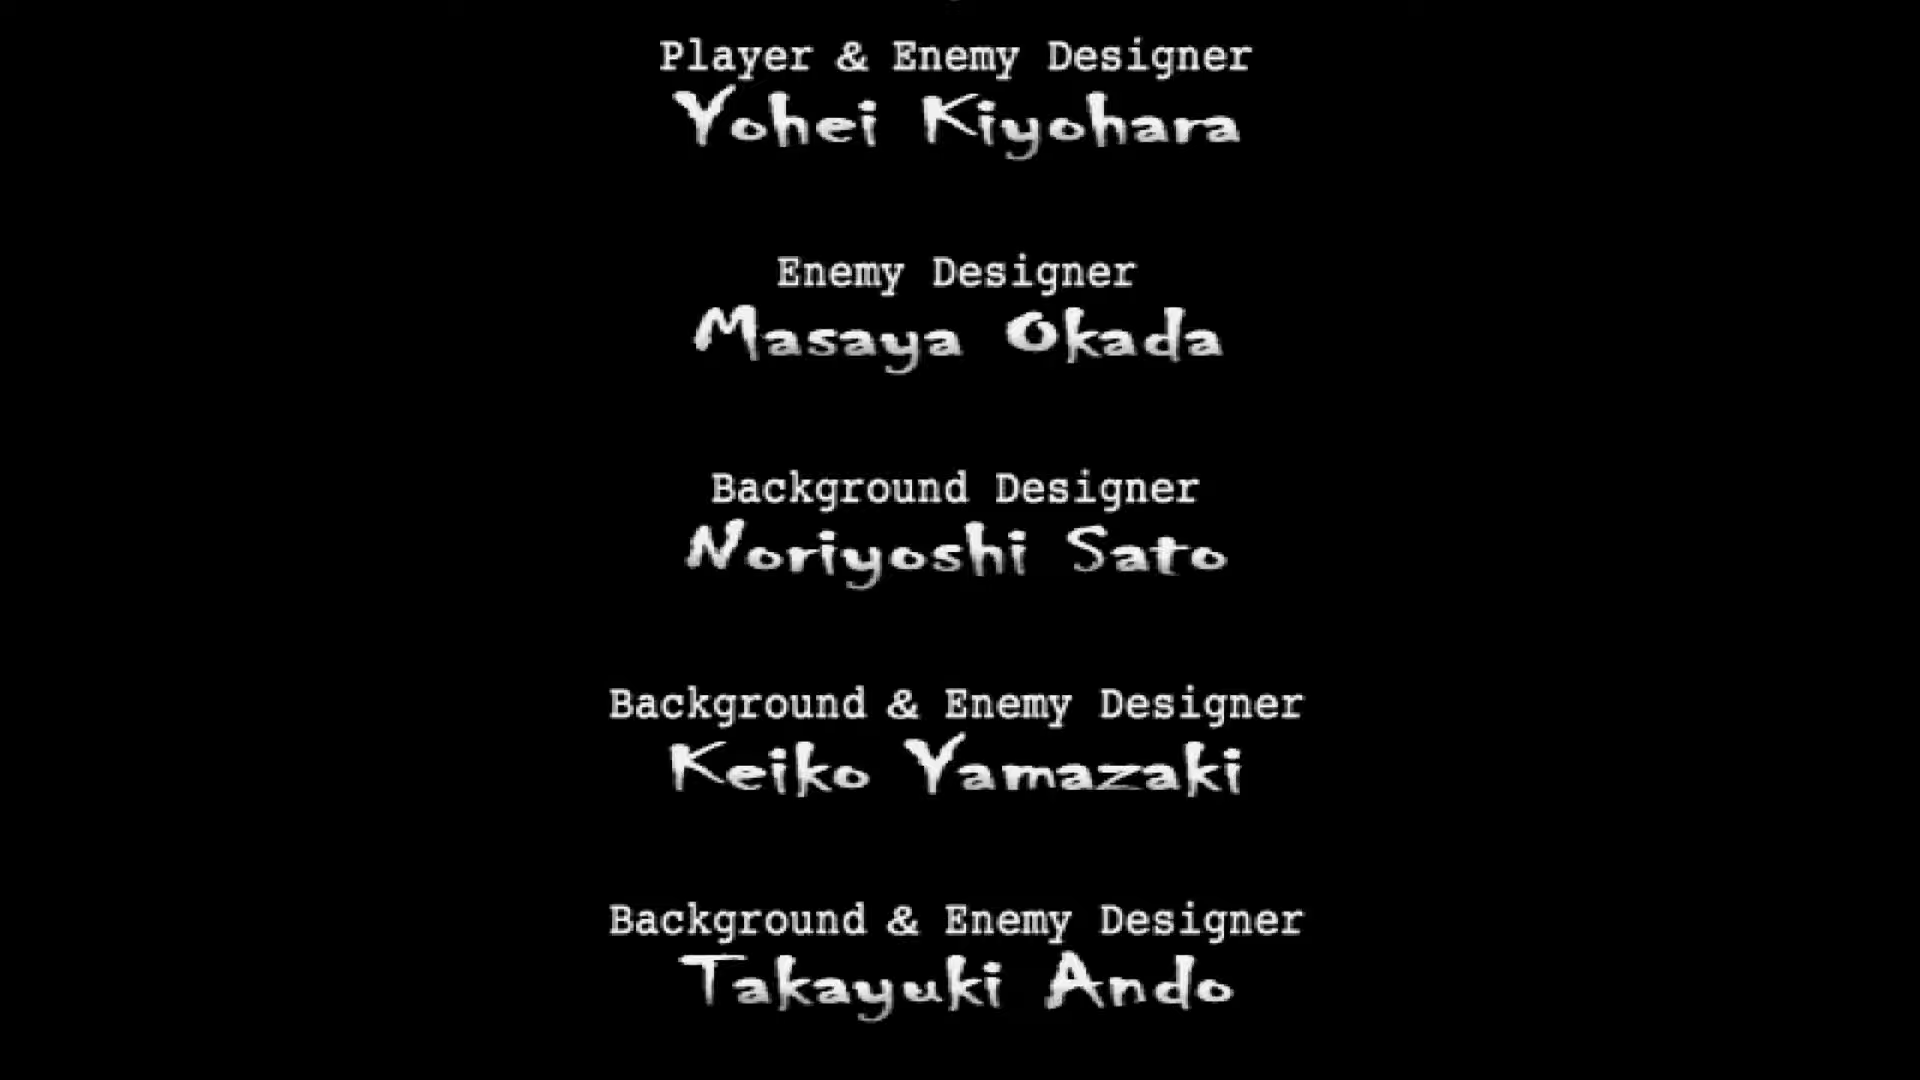 Player & Enemy Designer
Yohei Kiyohara
Enemy Designer
Masaya Okada
Background Designer
Noriyoshi Sato
Background & Enemy Designer
Keiko Yamazaki
Background & Enemy Designer
Takayuki Ando